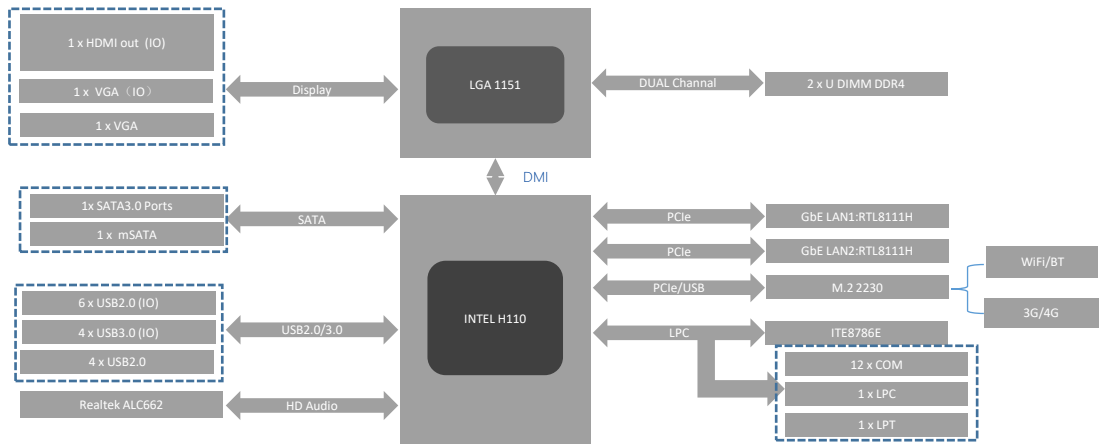 1 x HDMI out (IO)
1 x VGA（IO）
1 x VGA
Display
LGA 1151
DUAL Channel
2 x U DIMM DDR4
DMI
1x SATA3.0 Ports
1 x mSATA
SATA
6 x USB2.0 (IO)
4 x USB3.0 (IO)
4 x USB2.0
USB2.0/3.0
Realtek ALC662
HD Audio
INTEL H110
PCIe
GbE LAN1:RTL8111H
PCIe
GbE LAN2:RTL8111H
PCIe/USB
M.2 2230
WiFi/BT
3G/4G
LPC
ITE8786E
12 x COM
1 x LPC
1 x LPT